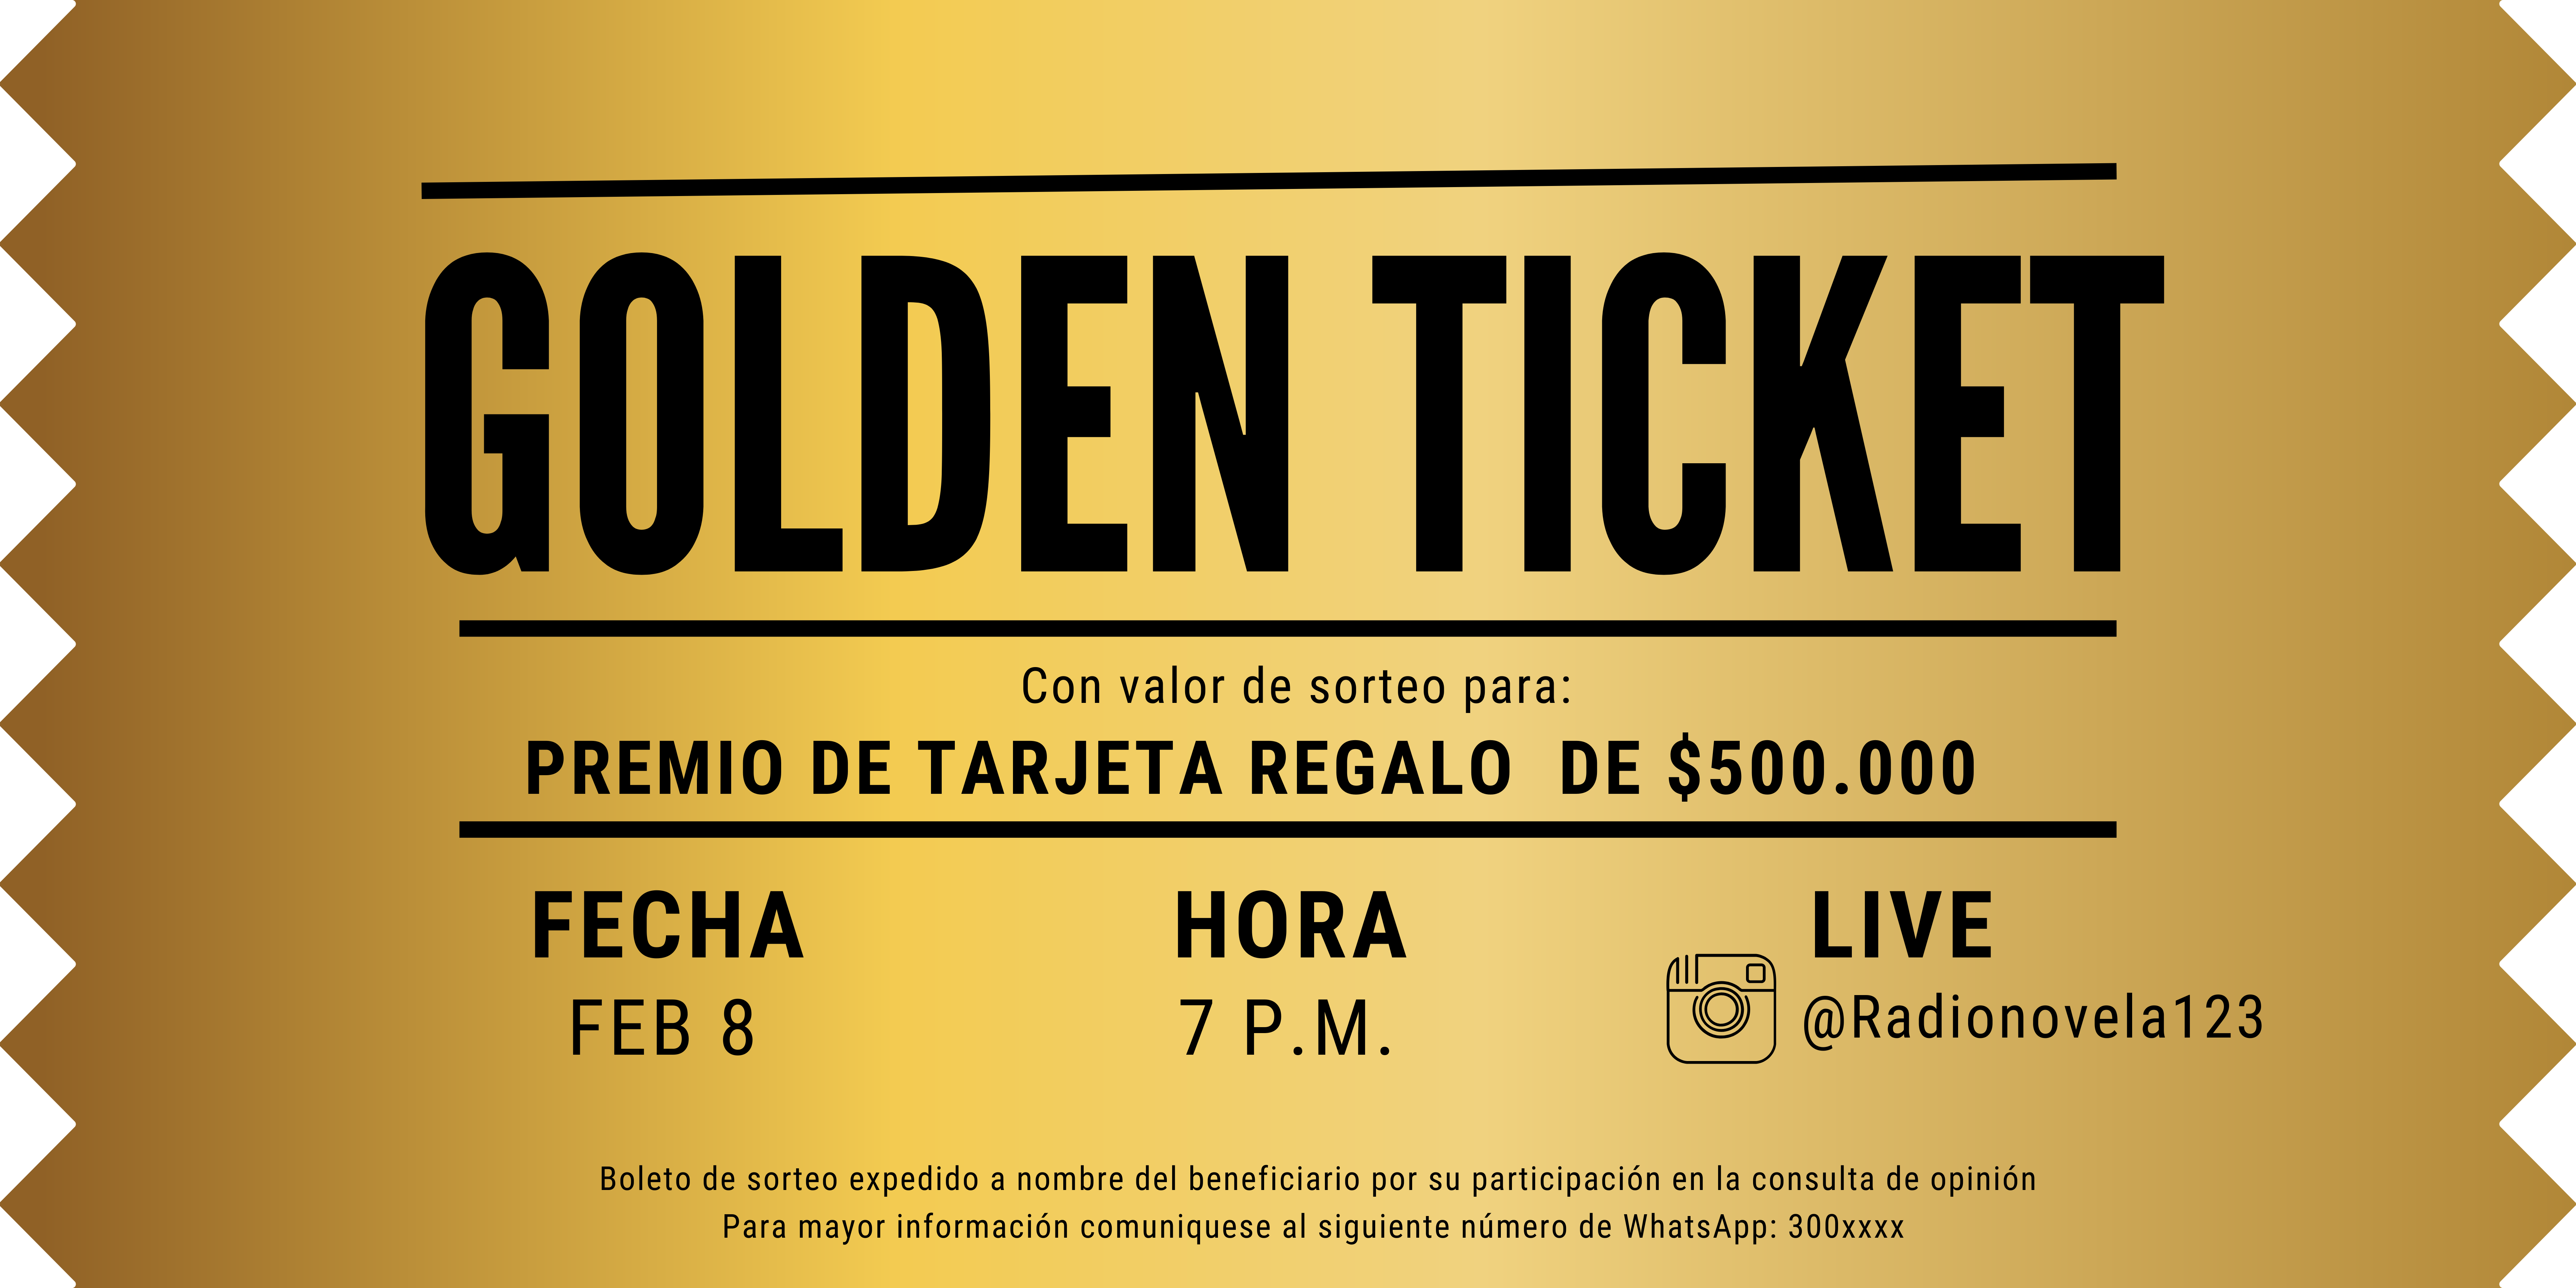 GOLDEN TICKET
Con valor de sorteo para:
PREMIO DE TARJETA REGALO DE $500.000
FECHA HORA LIVE
FEB 8 7 P.M. @Radionovela123
Boleto de sorteo expedido a nombre del beneficiario por su participación en la consulta de opinión
Para mayor información comuniquese al siguiente número de WhatsApp: 300xxxx